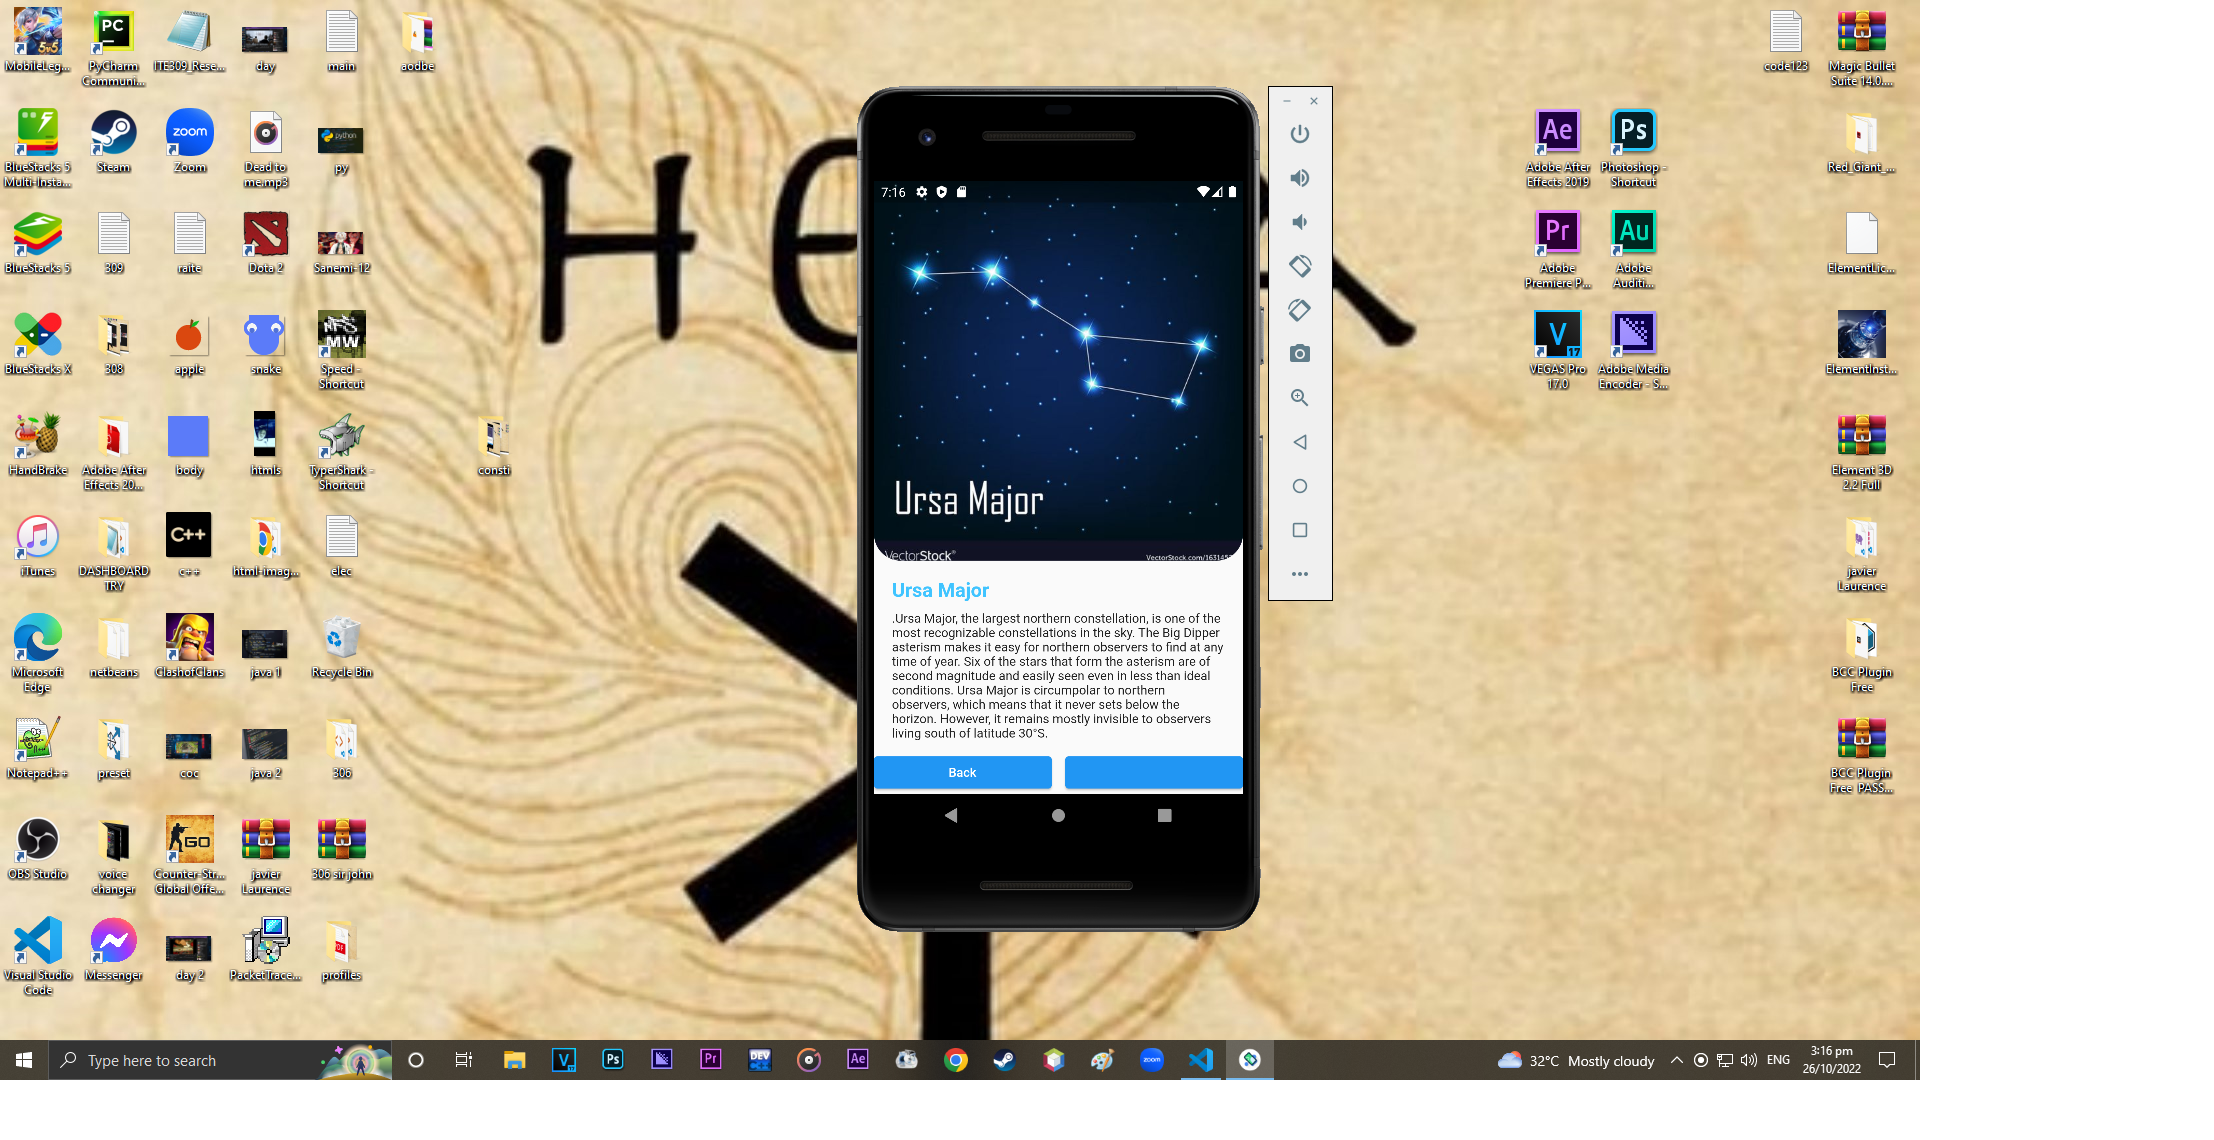 MobileLeg...
PyCharm
Communi...
ITE309_Rese...
day
main
aodbe
code123
Magic Bullet
Suite 14.0....
BlueStacks 5
Multi-Insta...
Steam
Zoom
Dead to
me.mp3
py
Adobe After
Effects 2019
Photoshop -
Shortcut
Red_Giant_...
BlueStacks 5
309
raite
Dota 2
Sanemi-12
Adobe
Premiere P...
Adobe
Auditi...
ElementLic...
BlueStacks X
308
apple
snake
Speed -
Shortcut
VEGAS Pro
17.0
Adobe Media
Encoder - S...
ElementInst...
HandBrake
Adobe After
Effects 20...
body
htmls
TyperShark -
Shortcut
consti
Element 3D
2.2 Full
iTunes
DASHBOARD
TRY
c++
html-imag...
elec
javier
Laurence
Microsoft
Edge
netbeans
ClashofClans
java 1
Recycle Bin
BCC Plugin
Free
Notepad++
preset
coc
java 2
306
BCC Plugin
Free_PASS...
OBS Studio
voice
changer
Counter-Str...
Global Offe...
javier
Laurence
306 sir john
Visual Studio
Code
Messenger
day 2
PacketTrace...
profiles
7:16
Ursa Major
VectorStock®
Ursa Major
.Ursa Major, the largest northern constellation, is one of the
most recognizable constellations in the sky. The Big Dipper
asterism makes it easy for northern observers to find at any
time of year. Six of the stars that form the asterism are of
second magnitude and easily seen even in less than ideal
conditions. Ursa Major is circumpolar to northern
observers, which means that it never sets below the
horizon. However, it remains mostly invisible to observers
living south of latitude 30°S.
Back
Type here to search
32°C Mostly cloudy
ENG
3:16 pm
26/10/2022